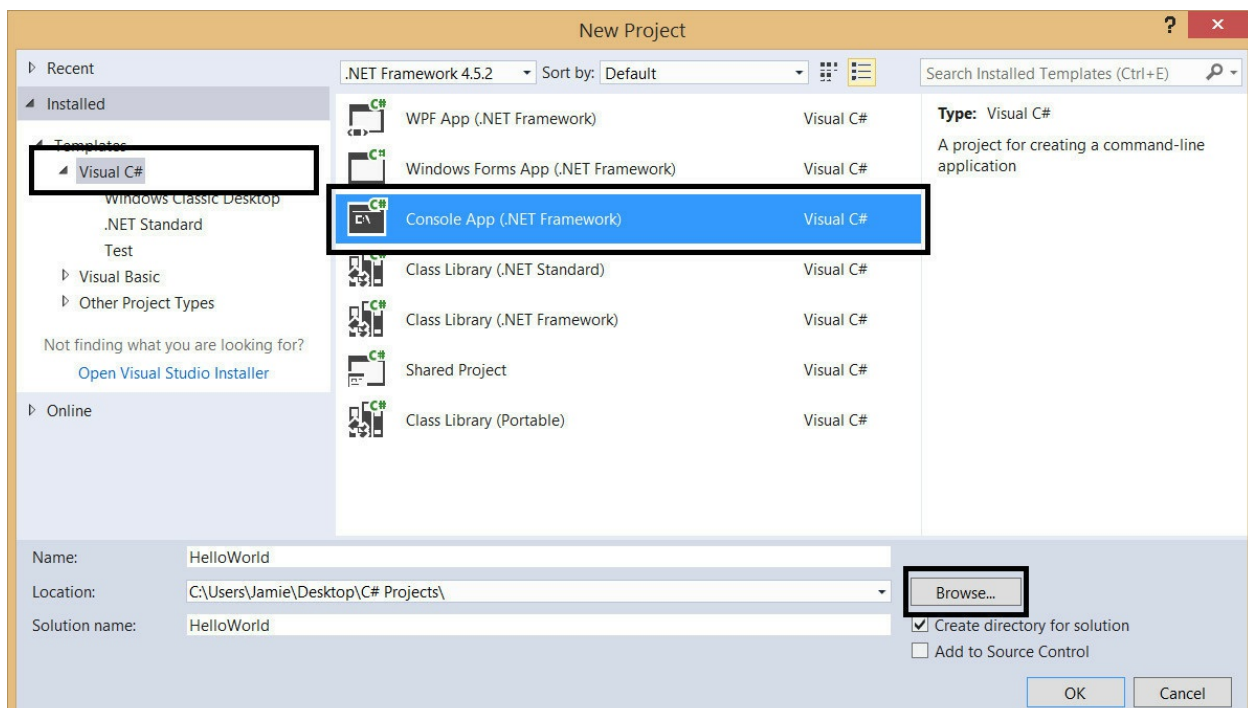 New Project
?
×
Recent
.NET Framework 4.5.2 Sort by: Default Search Installed Templates (Ctrl+E)
Installed
Templates
Visual C#
Windows Classic Desktop
.NET Standard
Test
Visual Basic
Other Project Types
Not finding what you are looking for?
Open Visual Studio Installer
Online
C# WPF App (.NET Framework) Visual C#
C# Windows Forms App (.NET Framework) Visual C#
C# Console App (.NET Framework) Visual C#
C# Class Library (.NET Standard) Visual C#
C# Class Library (.NET Framework) Visual C#
C# Shared Project Visual C#
C# Class Library (Portable) Visual C#
Type: Visual C#
A project for creating a command-line
application
Name: HelloWorld
Location: C:\Users\Jamie\Desktop\C# Projects\ Browse...
Solution name: HelloWorld
Create directory for solution
Add to Source Control
OK Cancel